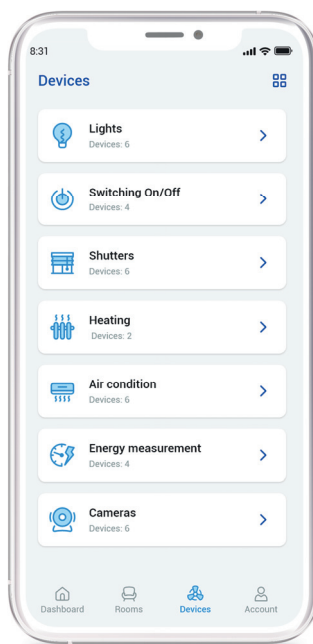 8:31
Devices
Lights
Devices: 6
Switching On/Off
Devices: 4
Shutters
Devices: 6
Heating
Devices: 2
Air condition
Devices: 6
Energy measurement
Devices: 4
Cameras
Devices: 6
Dashboard Rooms Devices Account